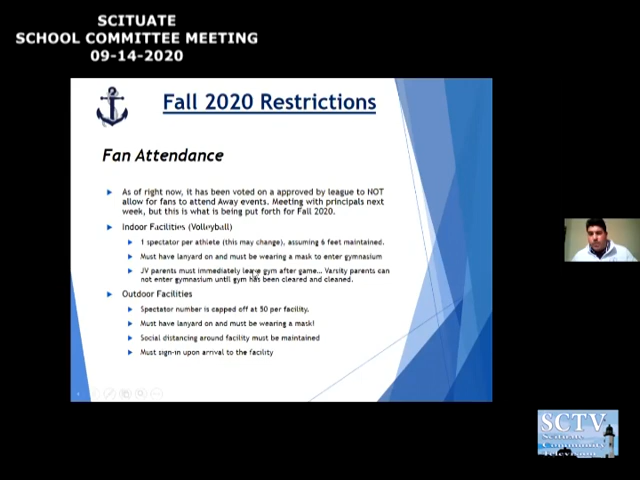 SCITUATE
SCHOOL COMMITTEE MEETING
09-14-2020
Fall 2020 Restrictions
Fan Attendance
As of right now, it has been voted on a approved by league to NOT
allow for fans to attend Away events. Meeting with principals next
week, but this is what is being put forth for Fall 2020.
Indoor Facilities (Volleyball)
1 spectator per athlete (this may change), assuming 6 feet maintained.
Must have lanyard on and must be wearing a mask to enter gymnasium
JV parents must immediately leave gym after game... Varsity parents can
not enter gymnasium until gym has been cleared and cleaned.
Outdoor Facilities
Spectator number is capped off at 50 per facility.
Must have lanyard on and must be wearing a mask!
Social distancing around facility must be maintained
Must sign-in upon arrival to the facility
SCTV
Scituate
Community
Television